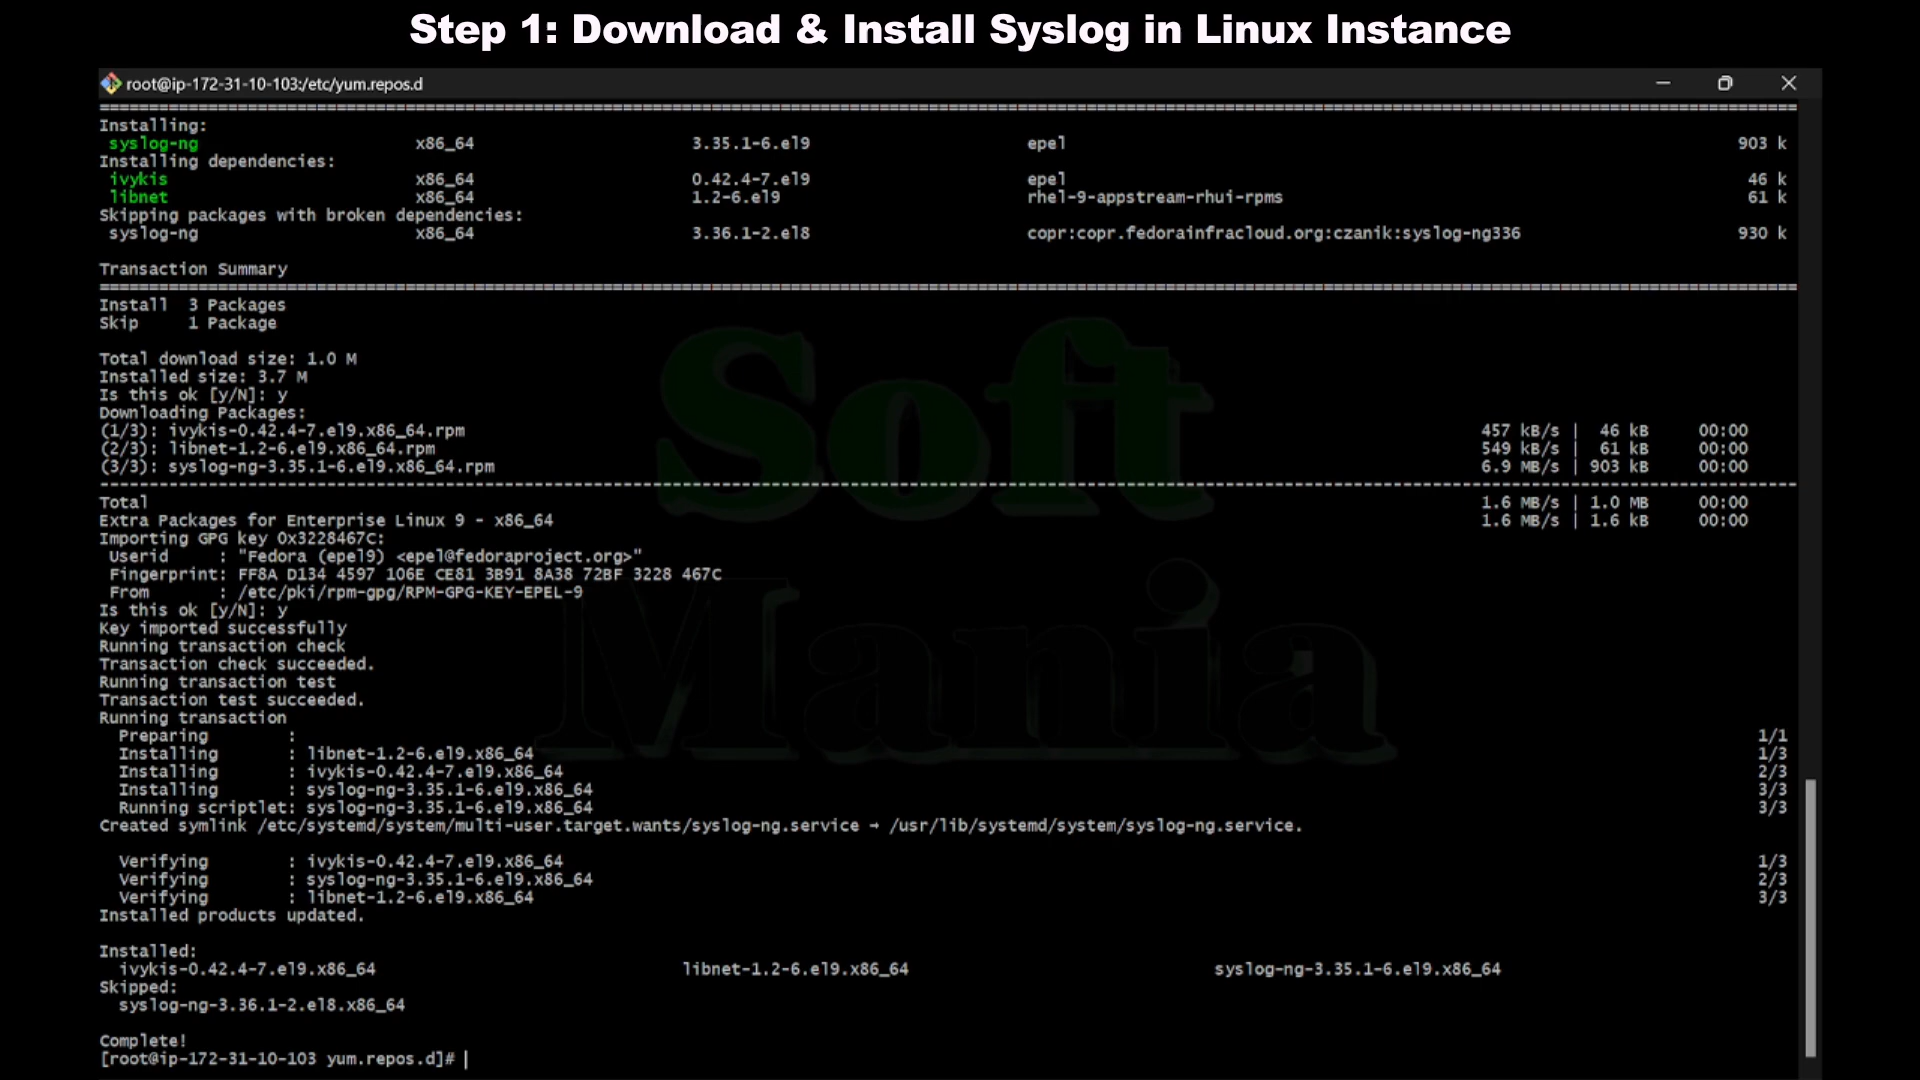 Step 1: Download & Install Syslog in Linux Instance
root@ip-172-31-10-103:/etc/yum.repos.d
Installing:
syslog-ng x86_64 3.35.1-6.el9 epel 903 k
Installing dependencies:
ivykis x86_64 0.42.4-7.el9 epel 46 k
libnet x86_64 1.2-6.el9 rhel-9-appstream-rhui-rpms 61 k
Skipping packages with broken dependencies:
syslog-ng x86_64 3.36.1-2.el8 copr:copr.fedorainfracloud.org:czanik:syslog-ng336 930 k
Transaction Summary
Install 3 Packages
Skip 1 Package
Total download size: 1.0 M
Installed size: 3.7 M
Is this ok [y/N]: y
Downloading Packages:
(1/3): ivykis-0.42.4-7.el9.x86_64.rpm 457 kB/s | 46 kB 00:00
(2/3): libnet-1.2-6.el9.x86_64.rpm 549 kB/s | 61 kB 00:00
(3/3): syslog-ng-3.35.1-6.el9.x86_64.rpm 6.9 MB/s | 903 kB 00:00
Total 1.6 MB/s | 1.0 MB 00:00
Extra Packages for Enterprise Linux 9 - x86_64 1.6 MB/s | 1.6 kB 00:00
Importing GPG key 0x3228467C:
Userid : "Fedora (epel9) <epel@fedoraproject.org>"
Fingerprint: FF8A D134 4597 106E CE81 3B91 8A38 72BF 3228 467C
From : /etc/pki/rpm-gpg/RPM-GPG-KEY-EPEL-9
Is this ok [y/N]: y
Key imported successfully
Running transaction check
Transaction check succeeded.
Running transaction test
Transaction test succeeded.
Running transaction
Preparing : 1/1
Installing : libnet-1.2-6.el9.x86_64 1/3
Installing : ivykis-0.42.4-7.el9.x86_64 2/3
Installing : syslog-ng-3.35.1-6.el9.x86_64 3/3
Running scriptlet: syslog-ng-3.35.1-6.el9.x86_64 3/3
Created symlink /etc/systemd/system/multi-user.target.wants/syslog-ng.service → /usr/lib/systemd/system/syslog-ng.service.
Verifying : ivykis-0.42.4-7.el9.x86_64 1/3
Verifying : syslog-ng-3.35.1-6.el9.x86_64 2/3
Verifying : libnet-1.2-6.el9.x86_64 3/3
Installed products updated.
Installed:
ivykis-0.42.4-7.el9.x86_64 libnet-1.2-6.el9.x86_64 syslog-ng-3.35.1-6.el9.x86_64
Skipped:
syslog-ng-3.36.1-2.el8.x86_64
Complete!
[root@ip-172-31-10-103 yum.repos.d]#
Soft
Mania